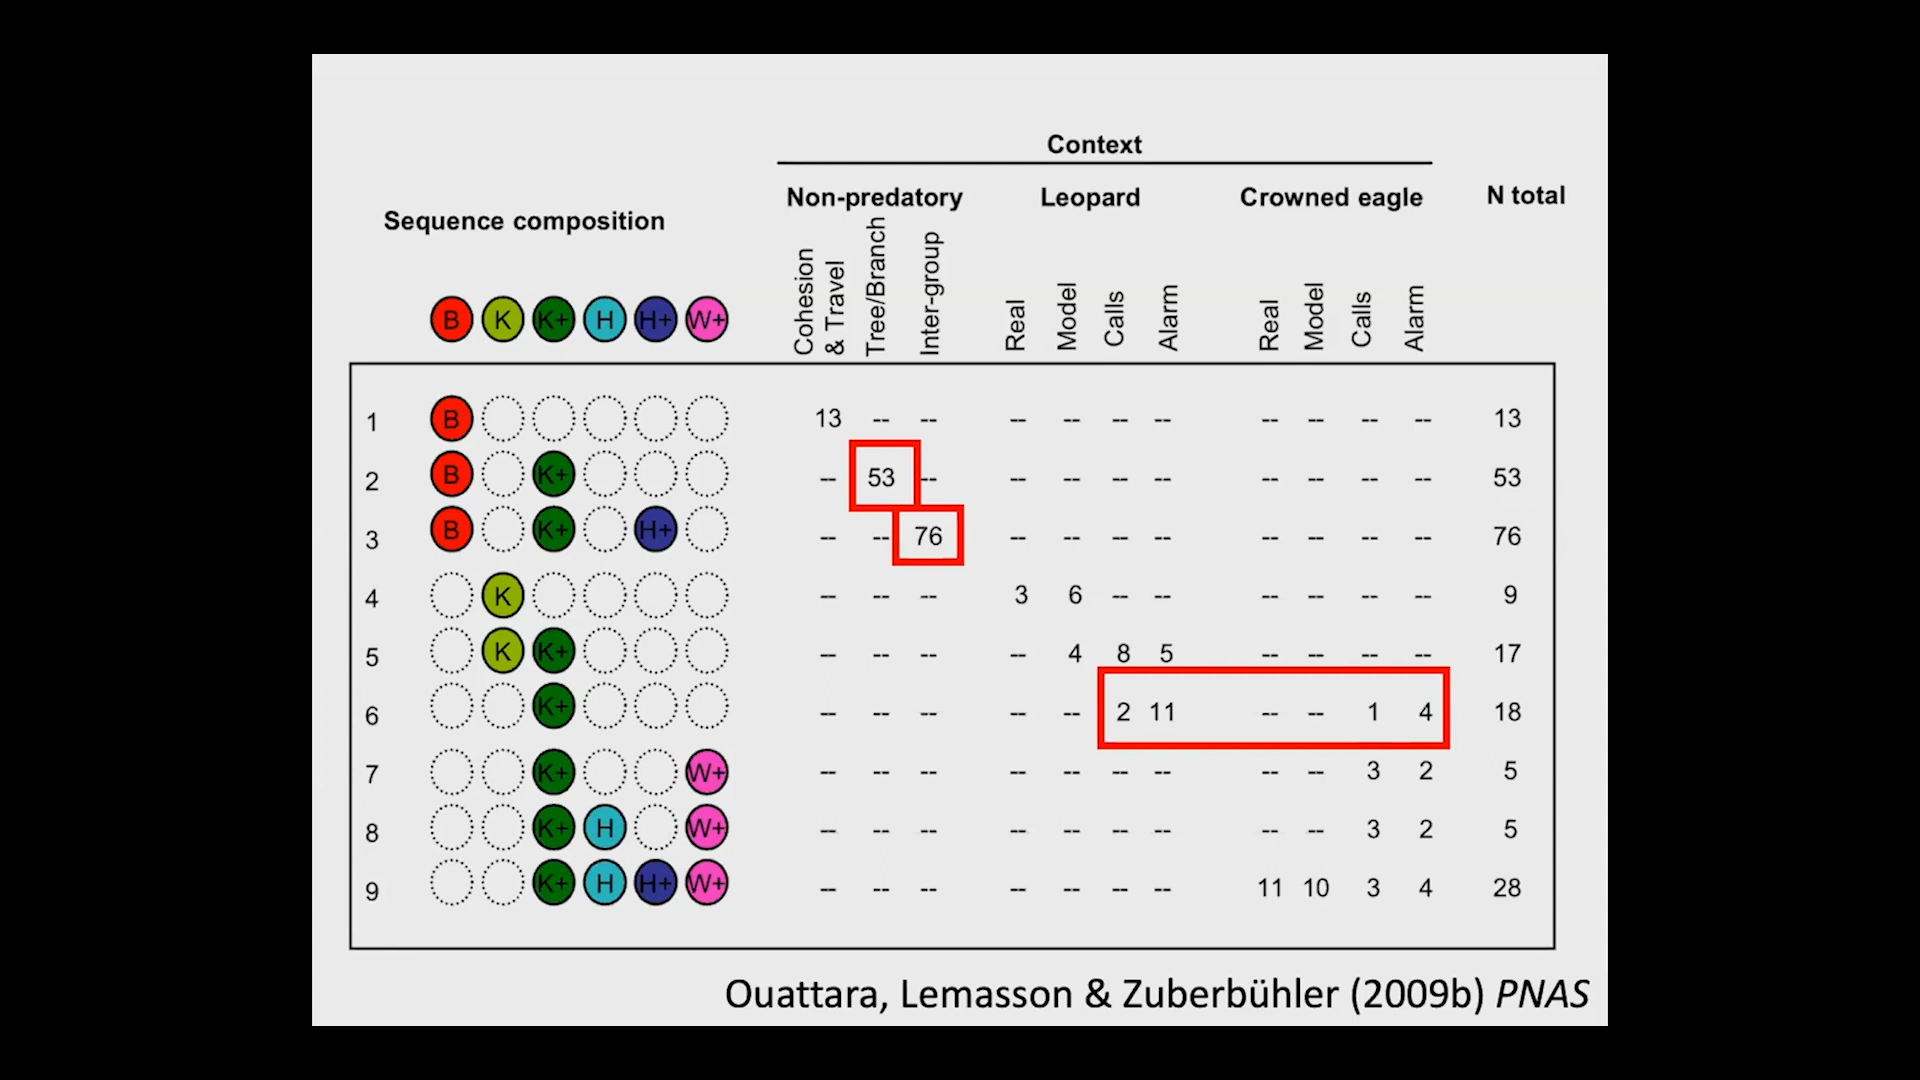 Context
Non-predatory Leopard Crowned eagle N total
Sequence composition
Cohesion & Travel Tree/Branch Inter-group Real Model Calls Alarm Real Model Calls Alarm
B K K+ H H+ W+
1 B 13 -- -- -- -- -- -- -- -- -- -- 13
2 B K+ -- 53 -- -- -- -- -- -- -- -- -- 53
3 B K+ H+ -- -- 76 -- -- -- -- -- -- -- -- 76
4 K -- -- -- 3 6 -- -- -- -- -- -- 9
5 K K+ -- -- -- -- 4 8 5 -- -- -- -- 17
6 K+ -- -- -- -- -- 2 11 -- -- 1 4 18
7 K+ W+ -- -- -- -- -- -- -- -- -- 3 2 5
8 K+ H W+ -- -- -- -- -- -- -- -- -- 3 2 5
9 K+ H H+ W+ -- -- -- -- -- -- -- 11 10 3 4 28
Ouattara, Lemasson & Zuberbühler (2009b) PNAS